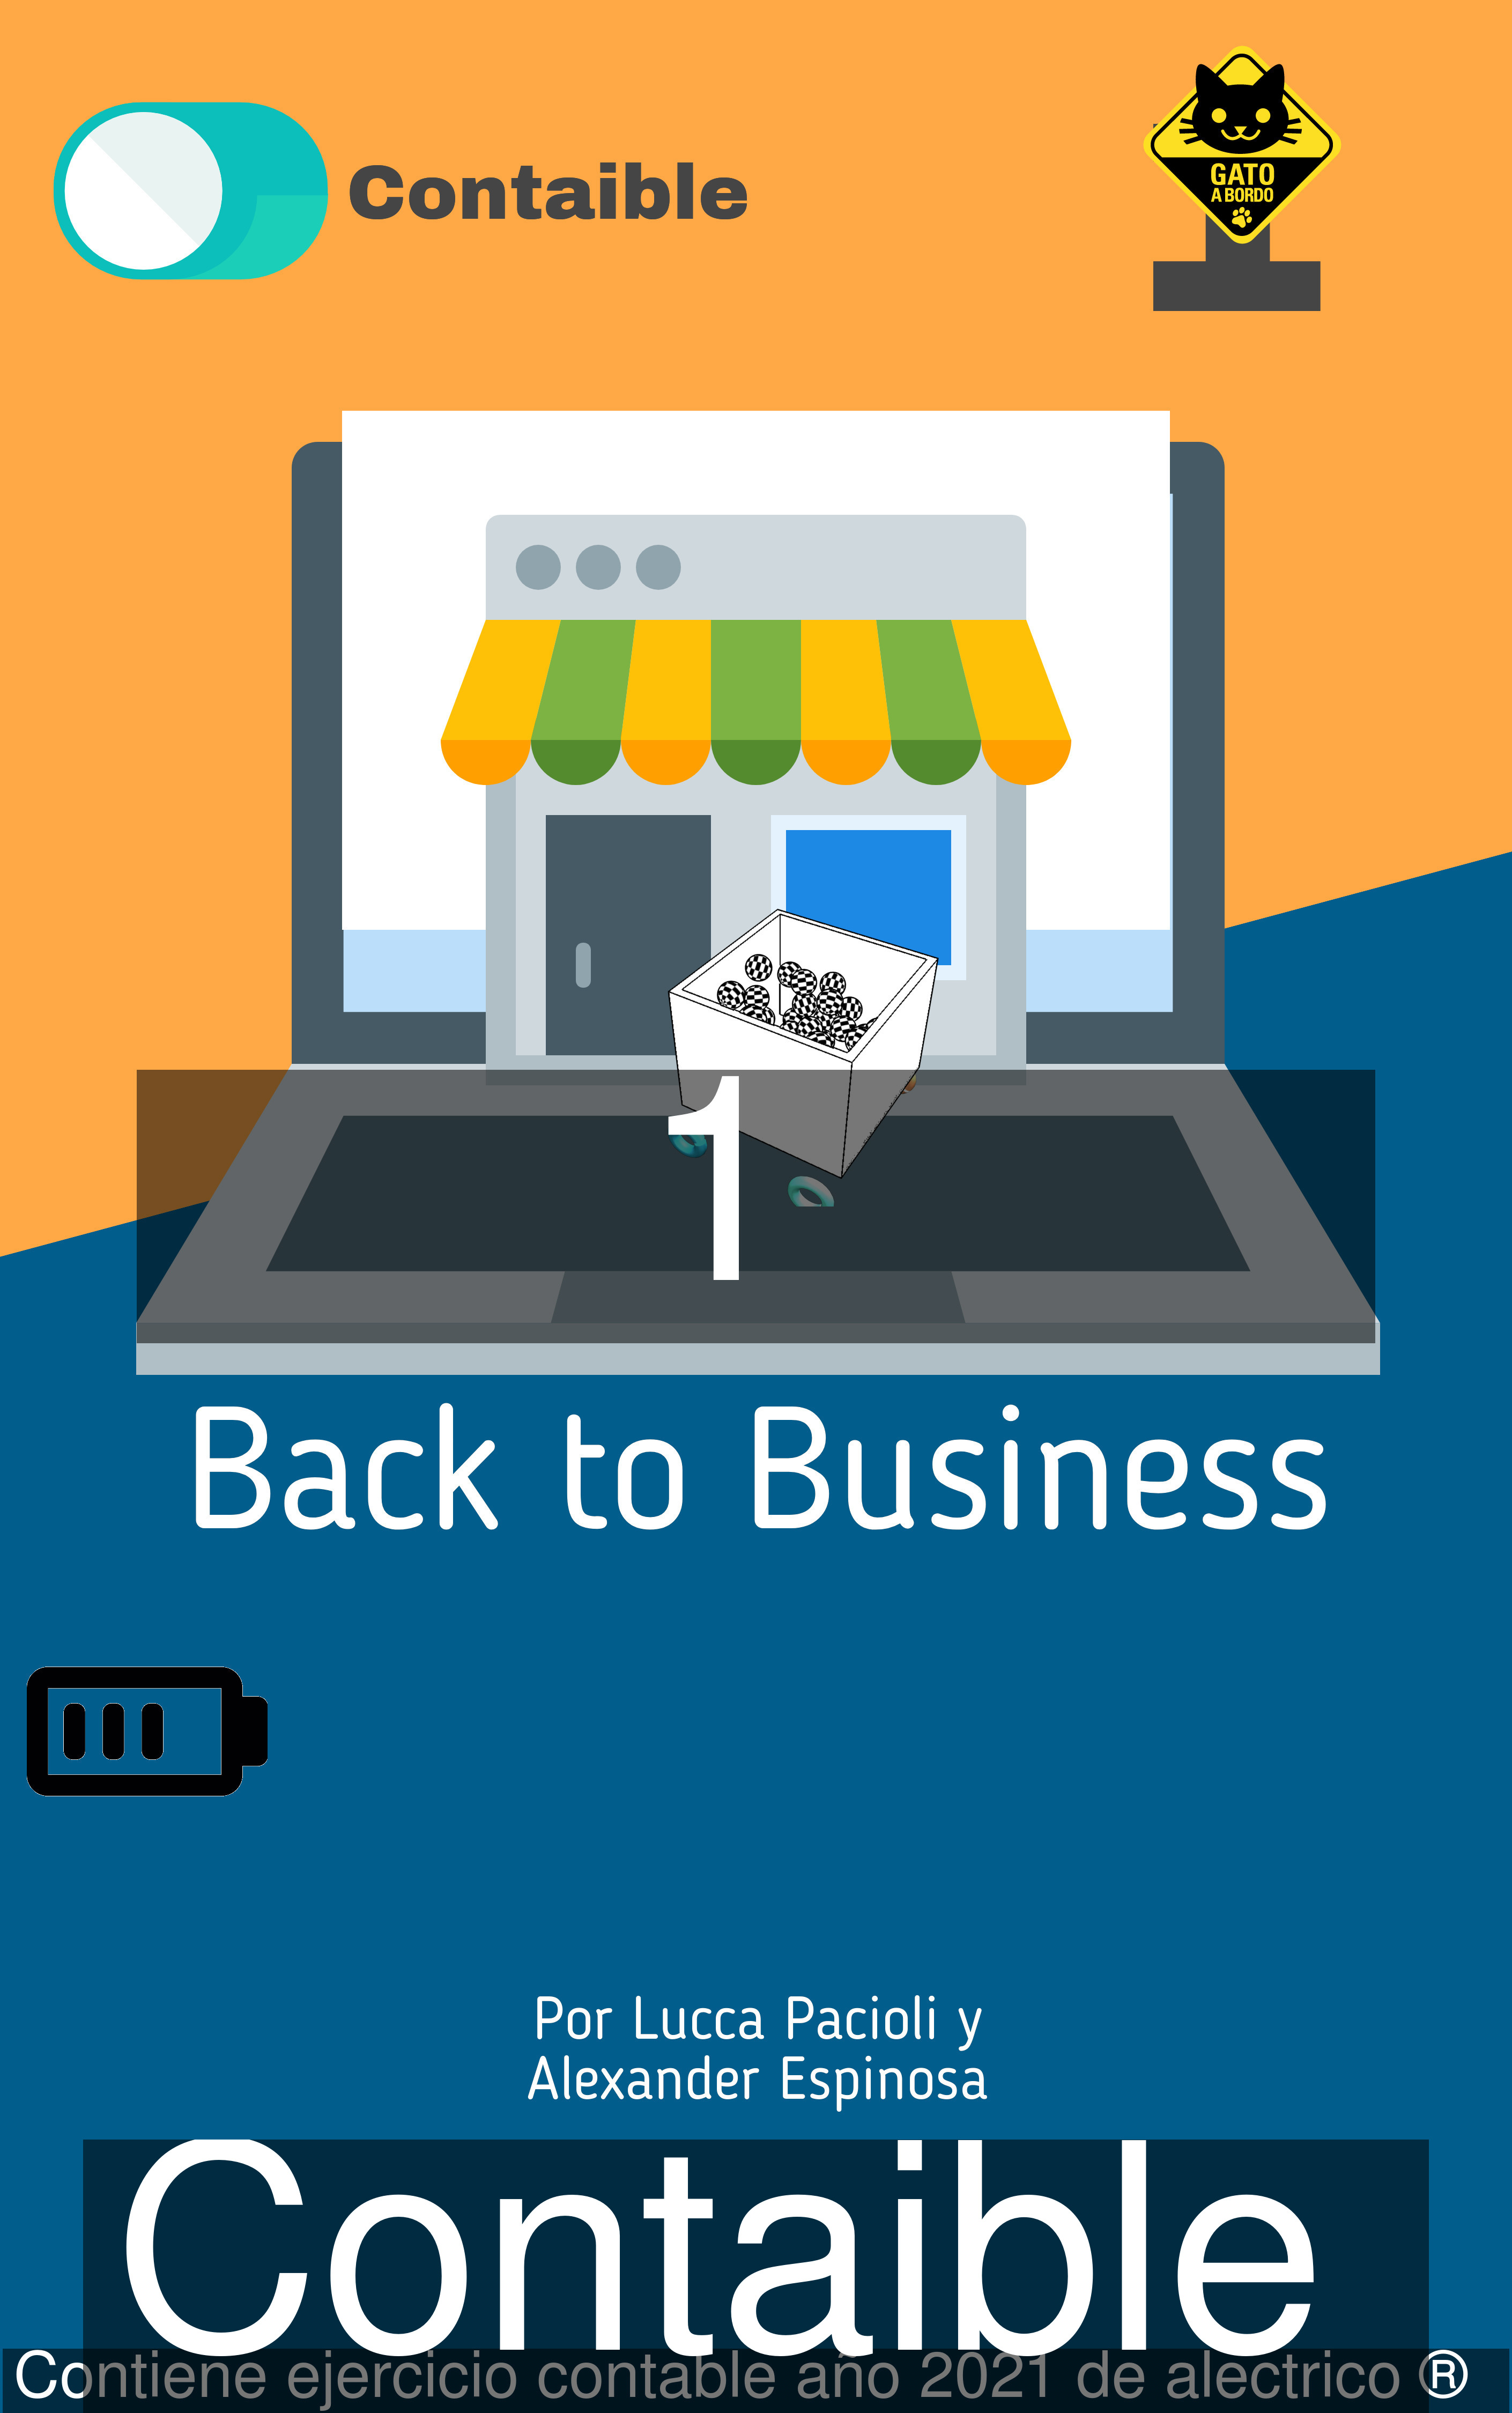 Contaible
GATO
A BORDO
1
Back to Business
Por Lucca Pacioli y
Alexander Espinosa
Contaible
Contiene ejercicio contable año 2021 de alectrico ®